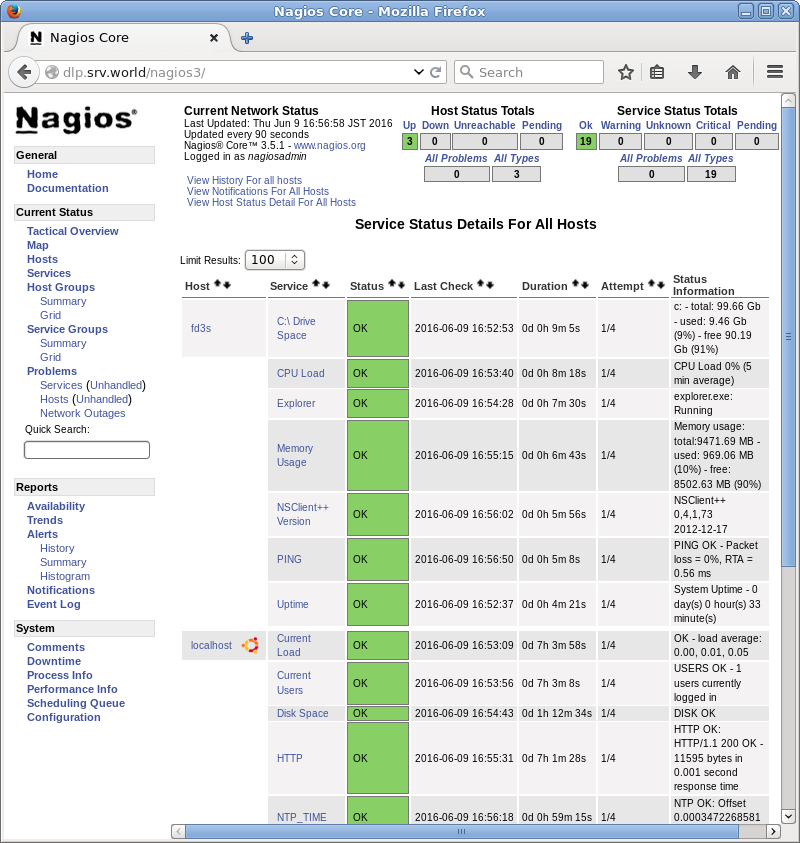 Nagios Core - Mozilla Firefox
Nagios Core
dlp.srv.world/nagios3/
Search
Nagios®
General
Home
Documentation
Current Status
Tactical Overview
Map
Hosts
Services
Host Groups
Summary
Grid
Service Groups
Summary
Grid
Problems
Services (Unhandled)
Hosts (Unhandled)
Network Outages
Quick Search:
Reports
Availability
Trends
Alerts
History
Summary
Histogram
Notifications
Event Log
System
Comments
Downtime
Process Info
Performance Info
Scheduling Queue
Configuration
Current Network Status
Last Updated: Thu Jun 9 16:56:58 JST 2016
Updated every 90 seconds
Nagios® Core™ 3.5.1 - www.nagios.org
Logged in as nagiosadmin
View History For all hosts
View Notifications For All Hosts
View Host Status Detail For All Hosts
Host Status Totals
Up Down Unreachable Pending
3 0 0 0
All Problems All Types
0 3
Service Status Totals
Ok Warning Unknown Critical Pending
19 0 0 0 0
All Problems All Types
0 19
Service Status Details For All Hosts
Limit Results: 100
Host Service Status Last Check Duration Attempt Status Information
fd3s C:\ Drive Space OK 2016-06-09 16:52:53 0d 0h 9m 5s 1/4 c: - total: 99.66 Gb - used: 9.46 Gb (9%) - free 90.19 Gb (91%)
CPU Load OK 2016-06-09 16:53:40 0d 0h 8m 18s 1/4 CPU Load 0% (5 min average)
Explorer OK 2016-06-09 16:54:28 0d 0h 7m 30s 1/4 explorer.exe: Running
Memory Usage OK 2016-06-09 16:55:15 0d 0h 6m 43s 1/4 Memory usage: total:9471.69 MB - used: 969.06 MB (10%) - free: 8502.63 MB (90%)
NSClient++ Version OK 2016-06-09 16:56:02 0d 0h 5m 56s 1/4 NSClient++ 0,4,1,73 2012-12-17
PING OK 2016-06-09 16:56:50 0d 0h 5m 8s 1/4 PING OK - Packet loss = 0%, RTA = 0.56 ms
Uptime OK 2016-06-09 16:52:37 0d 0h 4m 21s 1/4 System Uptime - 0 day(s) 0 hour(s) 33 minute(s)
localhost Current Load OK 2016-06-09 16:53:09 0d 7h 3m 58s 1/4 OK - load average: 0.00, 0.01, 0.05
Current Users OK 2016-06-09 16:53:56 0d 7h 3m 8s 1/4 USERS OK - 1 users currently logged in
Disk Space OK 2016-06-09 16:54:43 0d 1h 12m 34s 1/4 DISK OK
HTTP OK 2016-06-09 16:55:31 0d 7h 1m 28s 1/4 HTTP OK: HTTP/1.1 200 OK - 11595 bytes in 0.001 second response time
NTP_TIME OK 2016-06-09 16:56:18 0d 0h 59m 15s 1/4 NTP OK: Offset 0.0003472268581